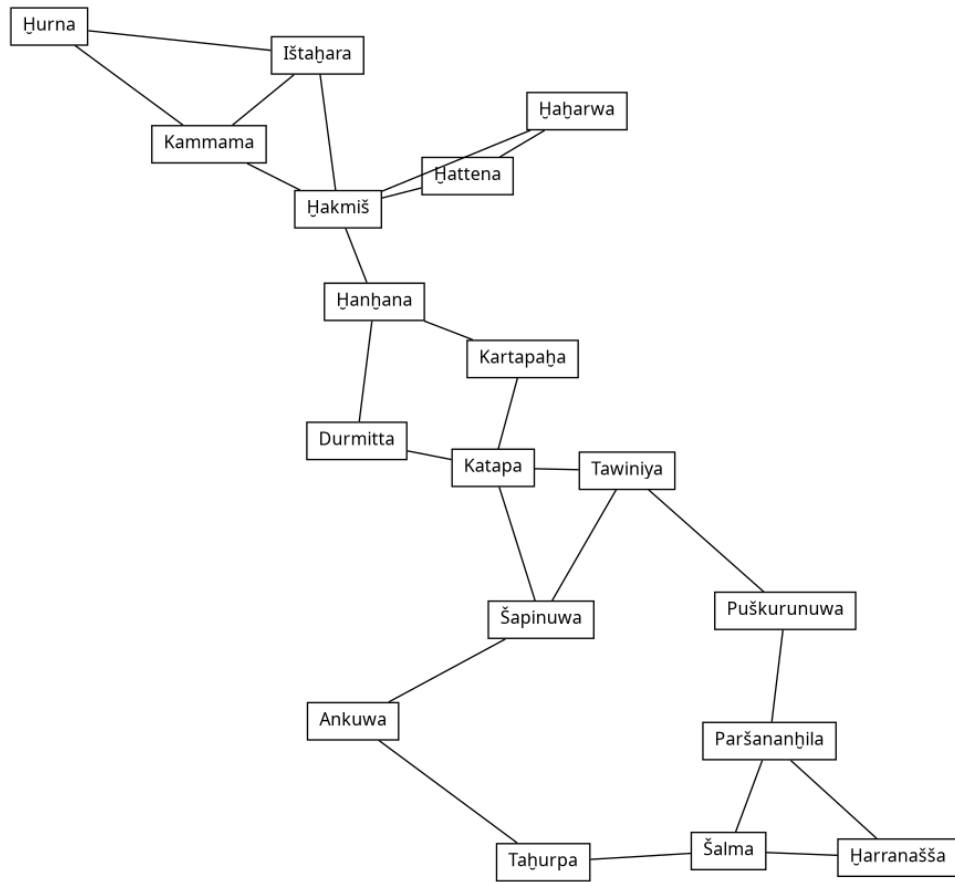 Ḫurna
Ištaḫara
Ḫaḫarwa
Kammama
Ḫattena
Ḫakmiš
Ḫanḫana
Kartapaḫa
Durmitta
Katapa
Tawiniya
Šapinuwa
Puškurunuwa
Ankuwa
Paršananḫila
Taḫurpa
Šalma
Ḫarranašša